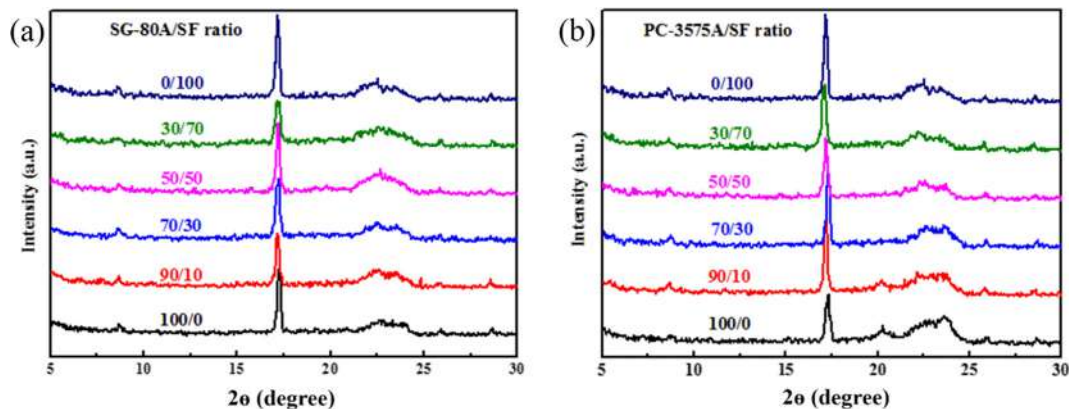 (a)
SG-80A/SF ratio
0/100
30/70
50/50
70/30
90/10
100/0
Intensity (a.u.)
5 10 15 20 25 30
2ɵ (degree)
(b)
PC-3575A/SF ratio
0/100
30/70
50/50
70/30
90/10
100/0
Intensity (a.u.)
5 10 15 20 25 30
2ɵ (degree)